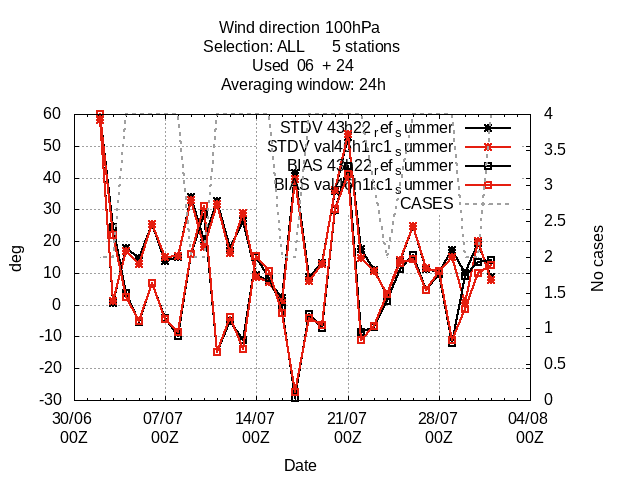 Wind direction 100hPa
Selection: ALL 5 stations
Used 06 + 24
Averaging window: 24h
60
50
40
30
20
10
0
-10
-20
-30
deg
4
3.5
3
2.5
2
1.5
1
0.5
0
No cases
STDV 43h22_ref_summer
STDV val46h1rc1_summer
BIAS 43h22_ref_summer
BIAS val46h1rc1_summer
CASES
30/06 07/07 14/07 21/07 28/07 04/08
00Z 00Z 00Z 00Z 00Z 00Z
Date